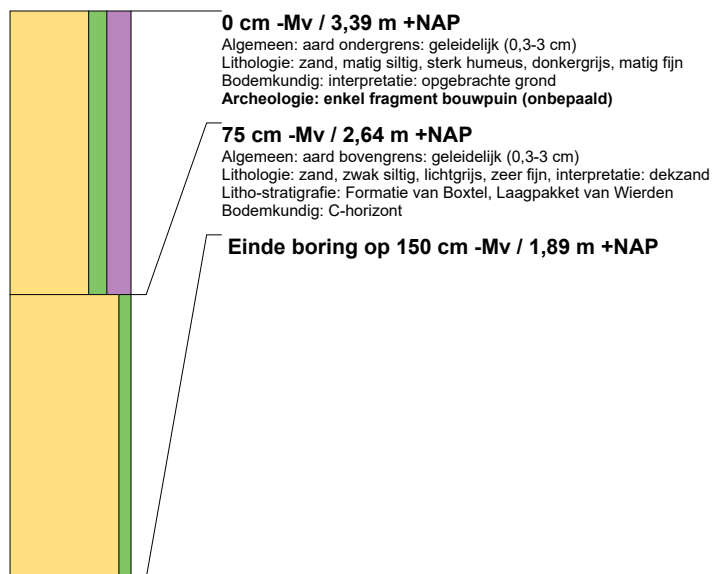 0 cm -Mv / 3,39 m +NAP
Algemeen: aard ondergrens: geleidelijk (0,3-3 cm)
Lithologie: zand, matig siltig, sterk humeus, donkergrijs, matig fijn
Bodemkundig: interpretatie: opgebrachte grond
Archeologie: enkel fragment bouwpuin (onbepaald)
75 cm -Mv / 2,64 m +NAP
Algemeen: aard bovengrens: geleidelijk (0,3-3 cm)
Lithologie: zand, zwak siltig, lichtgrijs, zeer fijn, interpretatie: dekzand
Litho-stratigrafie: Formatie van Boxtel, Laagpakket van Wierden
Bodemkundig: C-horizont
Einde boring op 150 cm -Mv / 1,89 m +NAP